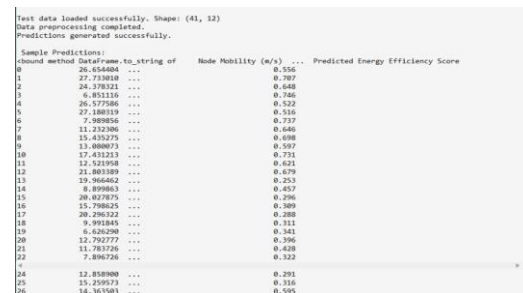 Test data loaded successfully. Shape: (41, 12)
Data preprocessing completed.
Predictions generated successfully.
Sample Predictions:
<bound method DataFrame.to_string of Node Mobility (m/s) ... Predicted Energy Efficiency Score
0 26.654404 ... 0.556
1 27.733010 ... 0.707
2 24.378321 ... 0.648
3 6.851116 ... 0.746
4 26.577586 ... 0.522
5 27.180319 ... 0.516
6 7.989856 ... 0.737
7 11.232306 ... 0.646
8 15.435275 ... 0.698
9 13.080073 ... 0.597
10 17.431213 ... 0.731
11 12.521958 ... 0.621
12 21.803389 ... 0.679
13 19.966462 ... 0.253
14 8.899863 ... 0.457
15 20.027875 ... 0.296
16 15.798625 ... 0.309
17 20.296322 ... 0.288
18 9.991845 ... 0.311
19 6.626290 ... 0.341
20 12.792777 ... 0.396
21 11.783726 ... 0.428
22 7.896726 ... 0.322
24 12.858900 ... 0.291
25 15.259573 ... 0.316
26 14.363503 ... 0.595